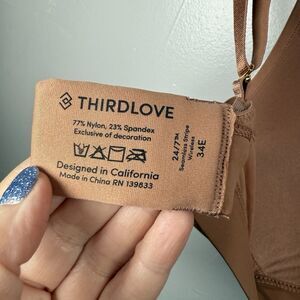 THIRDLOVE
77% Nylon, 23% Spandex
Exclusive of decoration
Designed in California
Made in China RN 139833
24/7™
Seamless Stripe
Wireless
34E